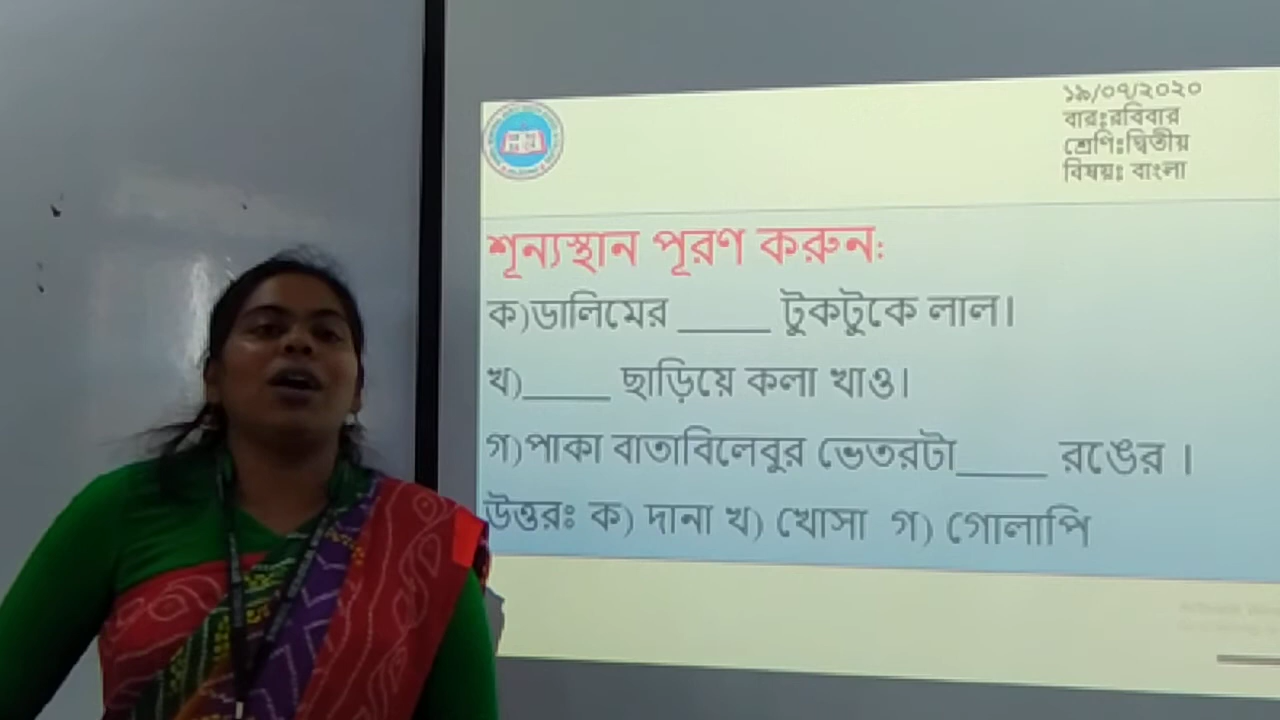 ১৯/০৭/২০২০
বারঃরবিবার
শ্রেণিঃদ্বিতীয়
বিষয়ঃ বাংলা
শূন্যস্থান পূরণ করুন:
ক)ডালিমের _____ টুকটুকে লাল।
খ)_____ ছাড়িয়ে কলা খাও।
গ)পাকা বাতাবিলেবুর ভেতরটা_____ রঙের ।
উত্তরঃ ক) দানা খ) খোসা গ) গোলাপি